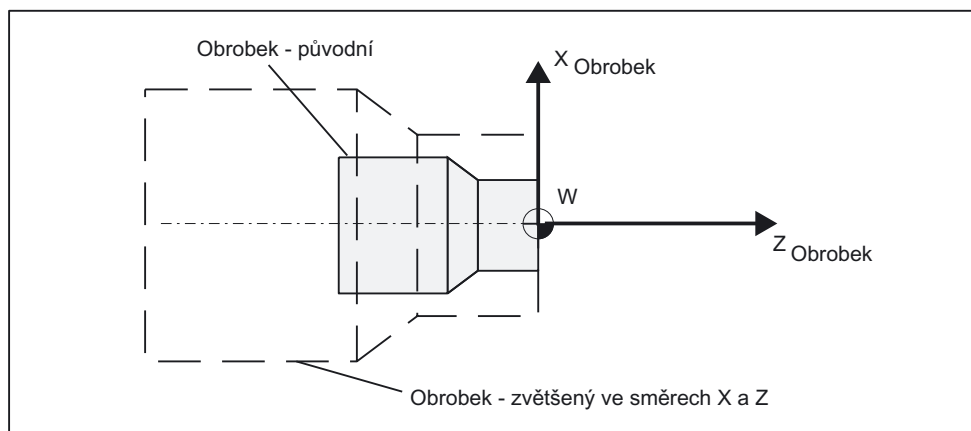 Obrobek - původní
X Obrobek
W
Z Obrobek
Obrobek - zvětšený ve směrech X a Z